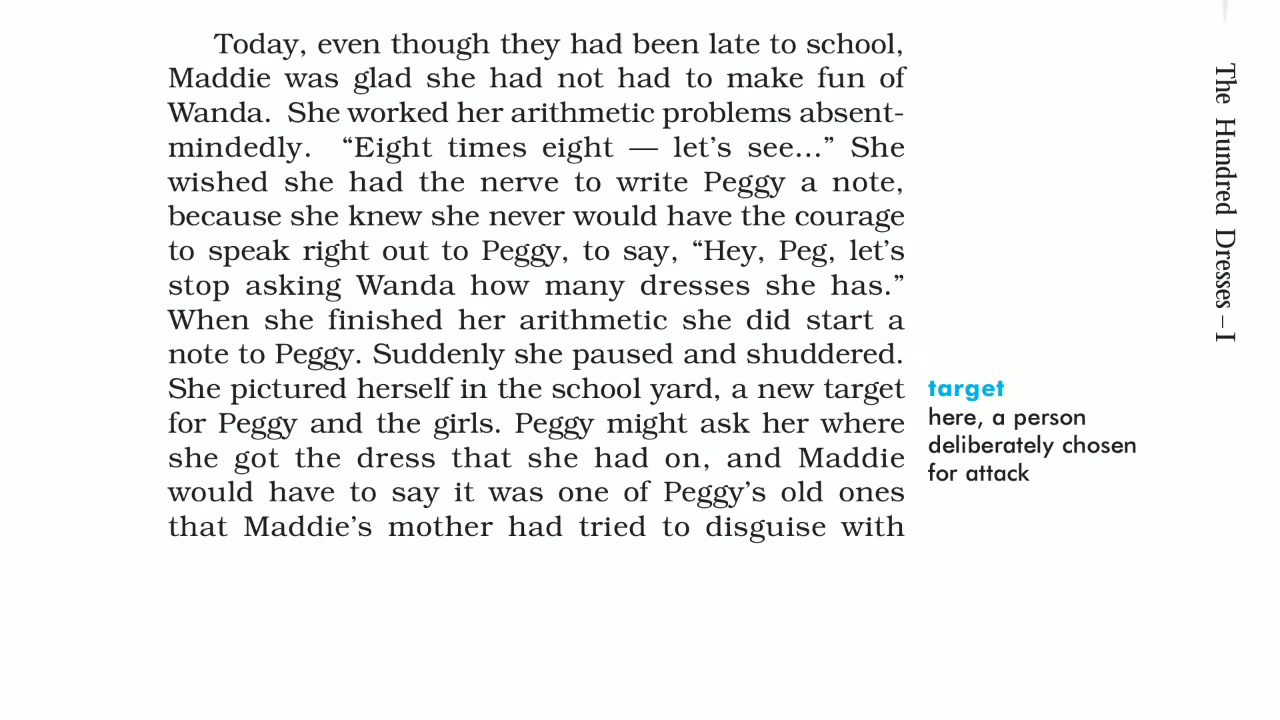 Today, even though they had been late to school,
Maddie was glad she had not had to make fun of
Wanda. She worked her arithmetic problems absent-
mindedly. “Eight times eight — let’s see...” She
wished she had the nerve to write Peggy a note,
because she knew she never would have the courage
to speak right out to Peggy, to say, “Hey, Peg, let’s
stop asking Wanda how many dresses she has.”
When she finished her arithmetic she did start a
note to Peggy. Suddenly she paused and shuddered.
She pictured herself in the school yard, a new target
for Peggy and the girls. Peggy might ask her where
she got the dress that she had on, and Maddie
would have to say it was one of Peggy’s old ones
that Maddie’s mother had tried to disguise with
target
here, a person
deliberately chosen
for attack
The Hundred Dresses – I